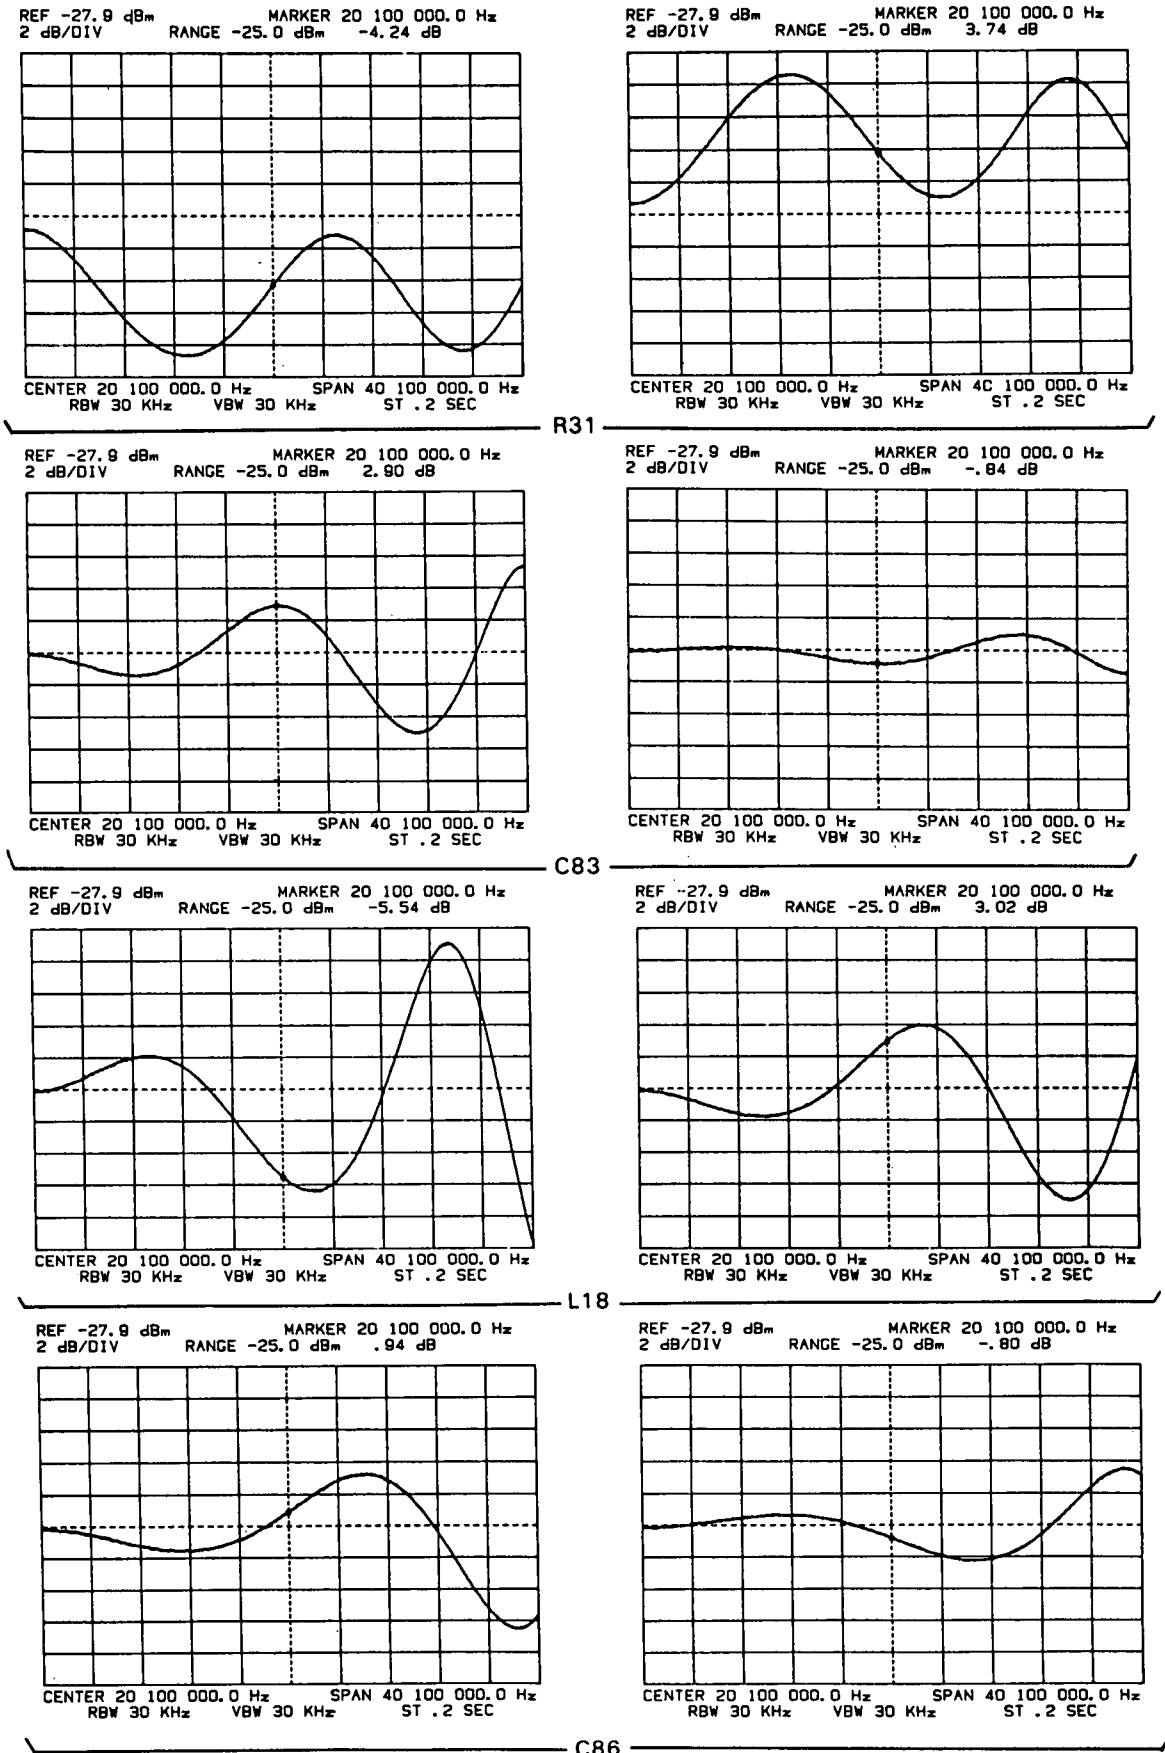 REF -27.9 dBm MARKER 20 100 000.0 Hz
2 dB/DIV RANGE -25.0 dBm -4.24 dB
CENTER 20 100 000.0 Hz SPAN 40 100 000.0 Hz
RBW 30 KHz VBW 30 KHz ST .2 SEC
REF -27.9 dBm MARKER 20 100 000.0 Hz
2 dB/DIV RANGE -25.0 dBm 3.74 dB
CENTER 20 100 000.0 Hz SPAN 4C 100 000.0 Hz
RBW 30 KHz VBW 30 KHz ST .2 SEC
R31
REF -27.9 dBm MARKER 20 100 000.0 Hz
2 dB/DIV RANGE -25.0 dBm 2.90 dB
CENTER 20 100 000.0 Hz SPAN 40 100 000.0 Hz
RBW 30 KHz VBW 30 KHz ST .2 SEC
REF -27.9 dBm MARKER 20 100 000.0 Hz
2 dB/DIV RANGE -25.0 dBm -.84 dB
CENTER 20 100 000.0 Hz SPAN 40 100 000.0 Hz
RBW 30 KHz VBW 30 KHz ST .2 SEC
C83
REF -27.9 dBm MARKER 20 100 000.0 Hz
2 dB/DIV RANGE -25.0 dBm -5.54 dB
CENTER 20 100 000.0 Hz SPAN 40 100 000.0 Hz
RBW 30 KHz VBW 30 KHz ST .2 SEC
REF -27.9 dBm MARKER 20 100 000.0 Hz
2 dB/DIV RANGE -25.0 dBm 3.02 dB
CENTER 20 100 000.0 Hz SPAN 40 100 000.0 Hz
RBW 30 KHz VBW 30 KHz ST .2 SEC
L18
REF -27.9 dBm MARKER 20 100 000.0 Hz
2 dB/DIV RANGE -25.0 dBm .94 dB
CENTER 20 100 000.0 Hz SPAN 40 100 000.0 Hz
RBW 30 KHz VBW 30 KHz ST .2 SEC
REF -27.9 dBm MARKER 20 100 000.0 Hz
2 dB/DIV RANGE -25.0 dBm -.80 dB
CENTER 20 100 000.0 Hz SPAN 40 100 000.0 Hz
RBW 30 KHz VBW 30 KHz ST .2 SEC
C86